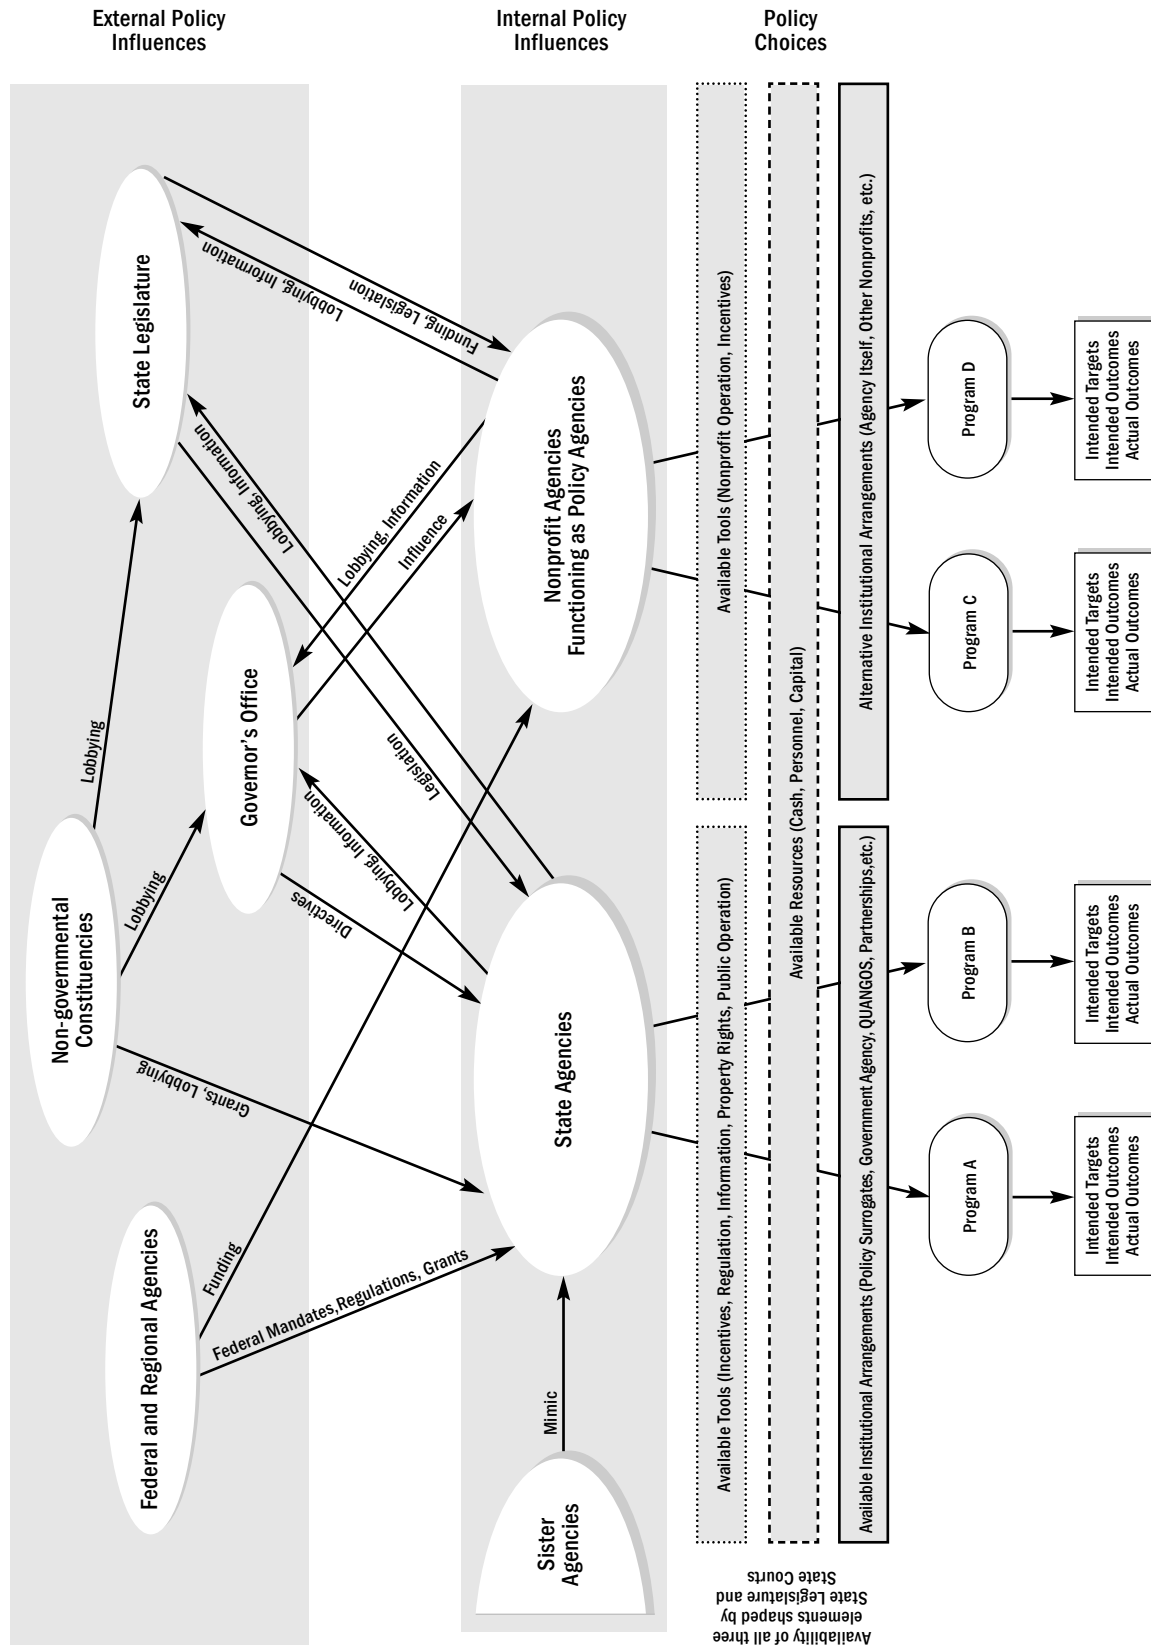 External Policy
Influences
Internal Policy
Influences
Policy
Choices
Federal and Regional Agencies
Non-governmental
Constituencies
Governor's Office
State Legislature
Lobbying
Lobbying
Grants, Lobbying
Funding
Federal Mandates,Regulations, Grants
Directives
Lobbying, Information
Legislation
Lobbying, Information
Lobbying, Information
Influence
Lobbying, Information
Funding, Legislation
Mimic
Sister
Agencies
State Agencies
Nonprofit Agencies
Functioning as Policy Agencies
Availability of all three
elements shaped by
State Legislature and
State Courts
Available Tools (Incentives, Regulation, Information, Property Rights, Public Operation)
Available Tools (Nonprofit Operation, Incentives)
Available Resources (Cash, Personnel, Capital)
Available Institutional Arrangements (Policy Surrogates, Government Agency, QUANGOS, Partnerships,etc.)
Alternative Institutional Arrangements (Agency Itself, Other Nonprofits, etc.)
Program A
Program B
Program C
Program D
Intended Targets
Intended Outcomes
Actual Outcomes
Intended Targets
Intended Outcomes
Actual Outcomes
Intended Targets
Intended Outcomes
Actual Outcomes
Intended Targets
Intended Outcomes
Actual Outcomes